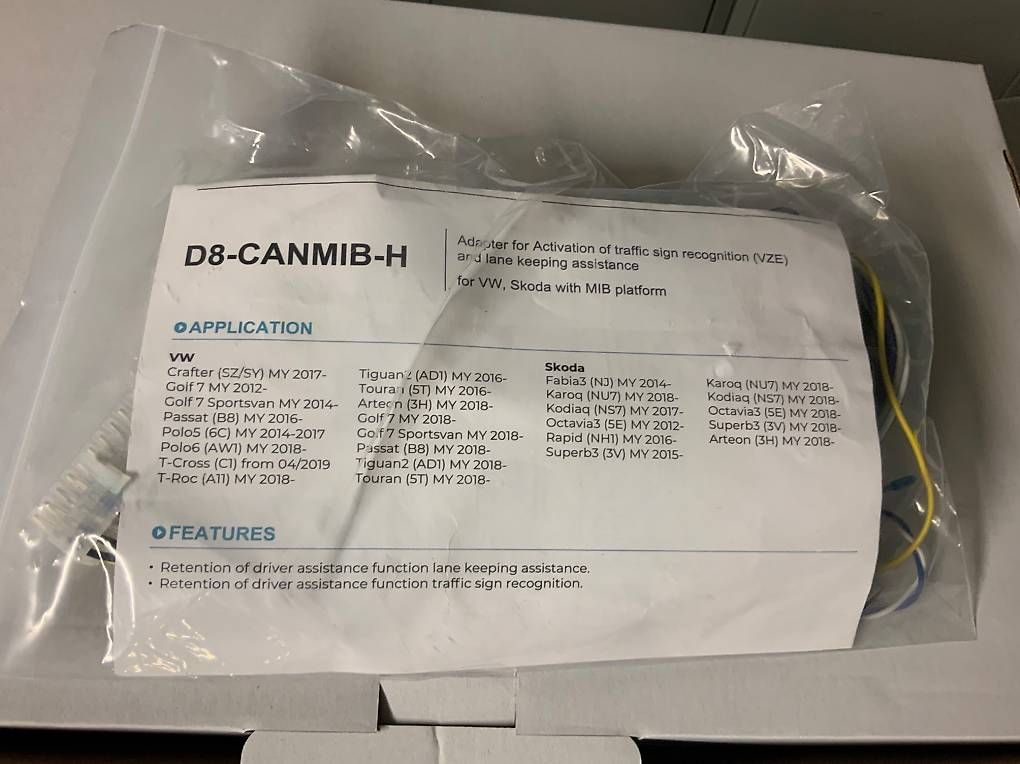 D8-CANMIB-H
Adapter for Activation of traffic sign recognition (VZE)
and lane keeping assistance
for VW, Skoda with MIB platform
APPLICATION
VW
Crafter (SZ/SY) MY 2017-
Golf 7 MY 2012-
Golf 7 Sportsvan MY 2014-
Passat (B8) MY 2016-
Polo5 (6C) MY 2014-2017
Polo6 (AW1) MY 2018-
T-Cross (C1) from 04/2019
T-Roc (A11) MY 2018-
Tiguan2 (AD1) MY 2016-
Touran (5T) MY 2016-
Arteon (3H) MY 2018-
Golf 7 MY 2018-
Golf 7 Sportsvan MY 2018-
Passat (B8) MY 2018-
Tiguan2 (AD1) MY 2018-
Touran (5T) MY 2018-
Skoda
Fabia3 (NJ) MY 2014-
Karoq (NU7) MY 2018-
Kodiaq (NS7) MY 2017-
Octavia3 (5E) MY 2012-
Rapid (NH1) MY 2016-
Superb3 (3V) MY 2015-
Karoq (NU7) MY 2018-
Kodiaq (NS7) MY 2018-
Octavia3 (5E) MY 2018-
Superb3 (3V) MY 2018-
Arteon (3H) MY 2018-
FEATURES
• Retention of driver assistance function lane keeping assistance.
• Retention of driver assistance function traffic sign recognition.